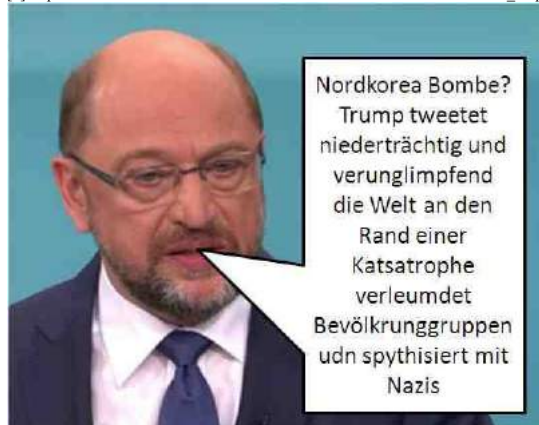 Nordkorea Bombe?
Trump tweetet
niederträchtig und
verunglimpfend
die Welt an den
Rand einer
Katsatrophe
verleumdet
Bevölkrunggruppen
udn spythisiert mit
Nazis